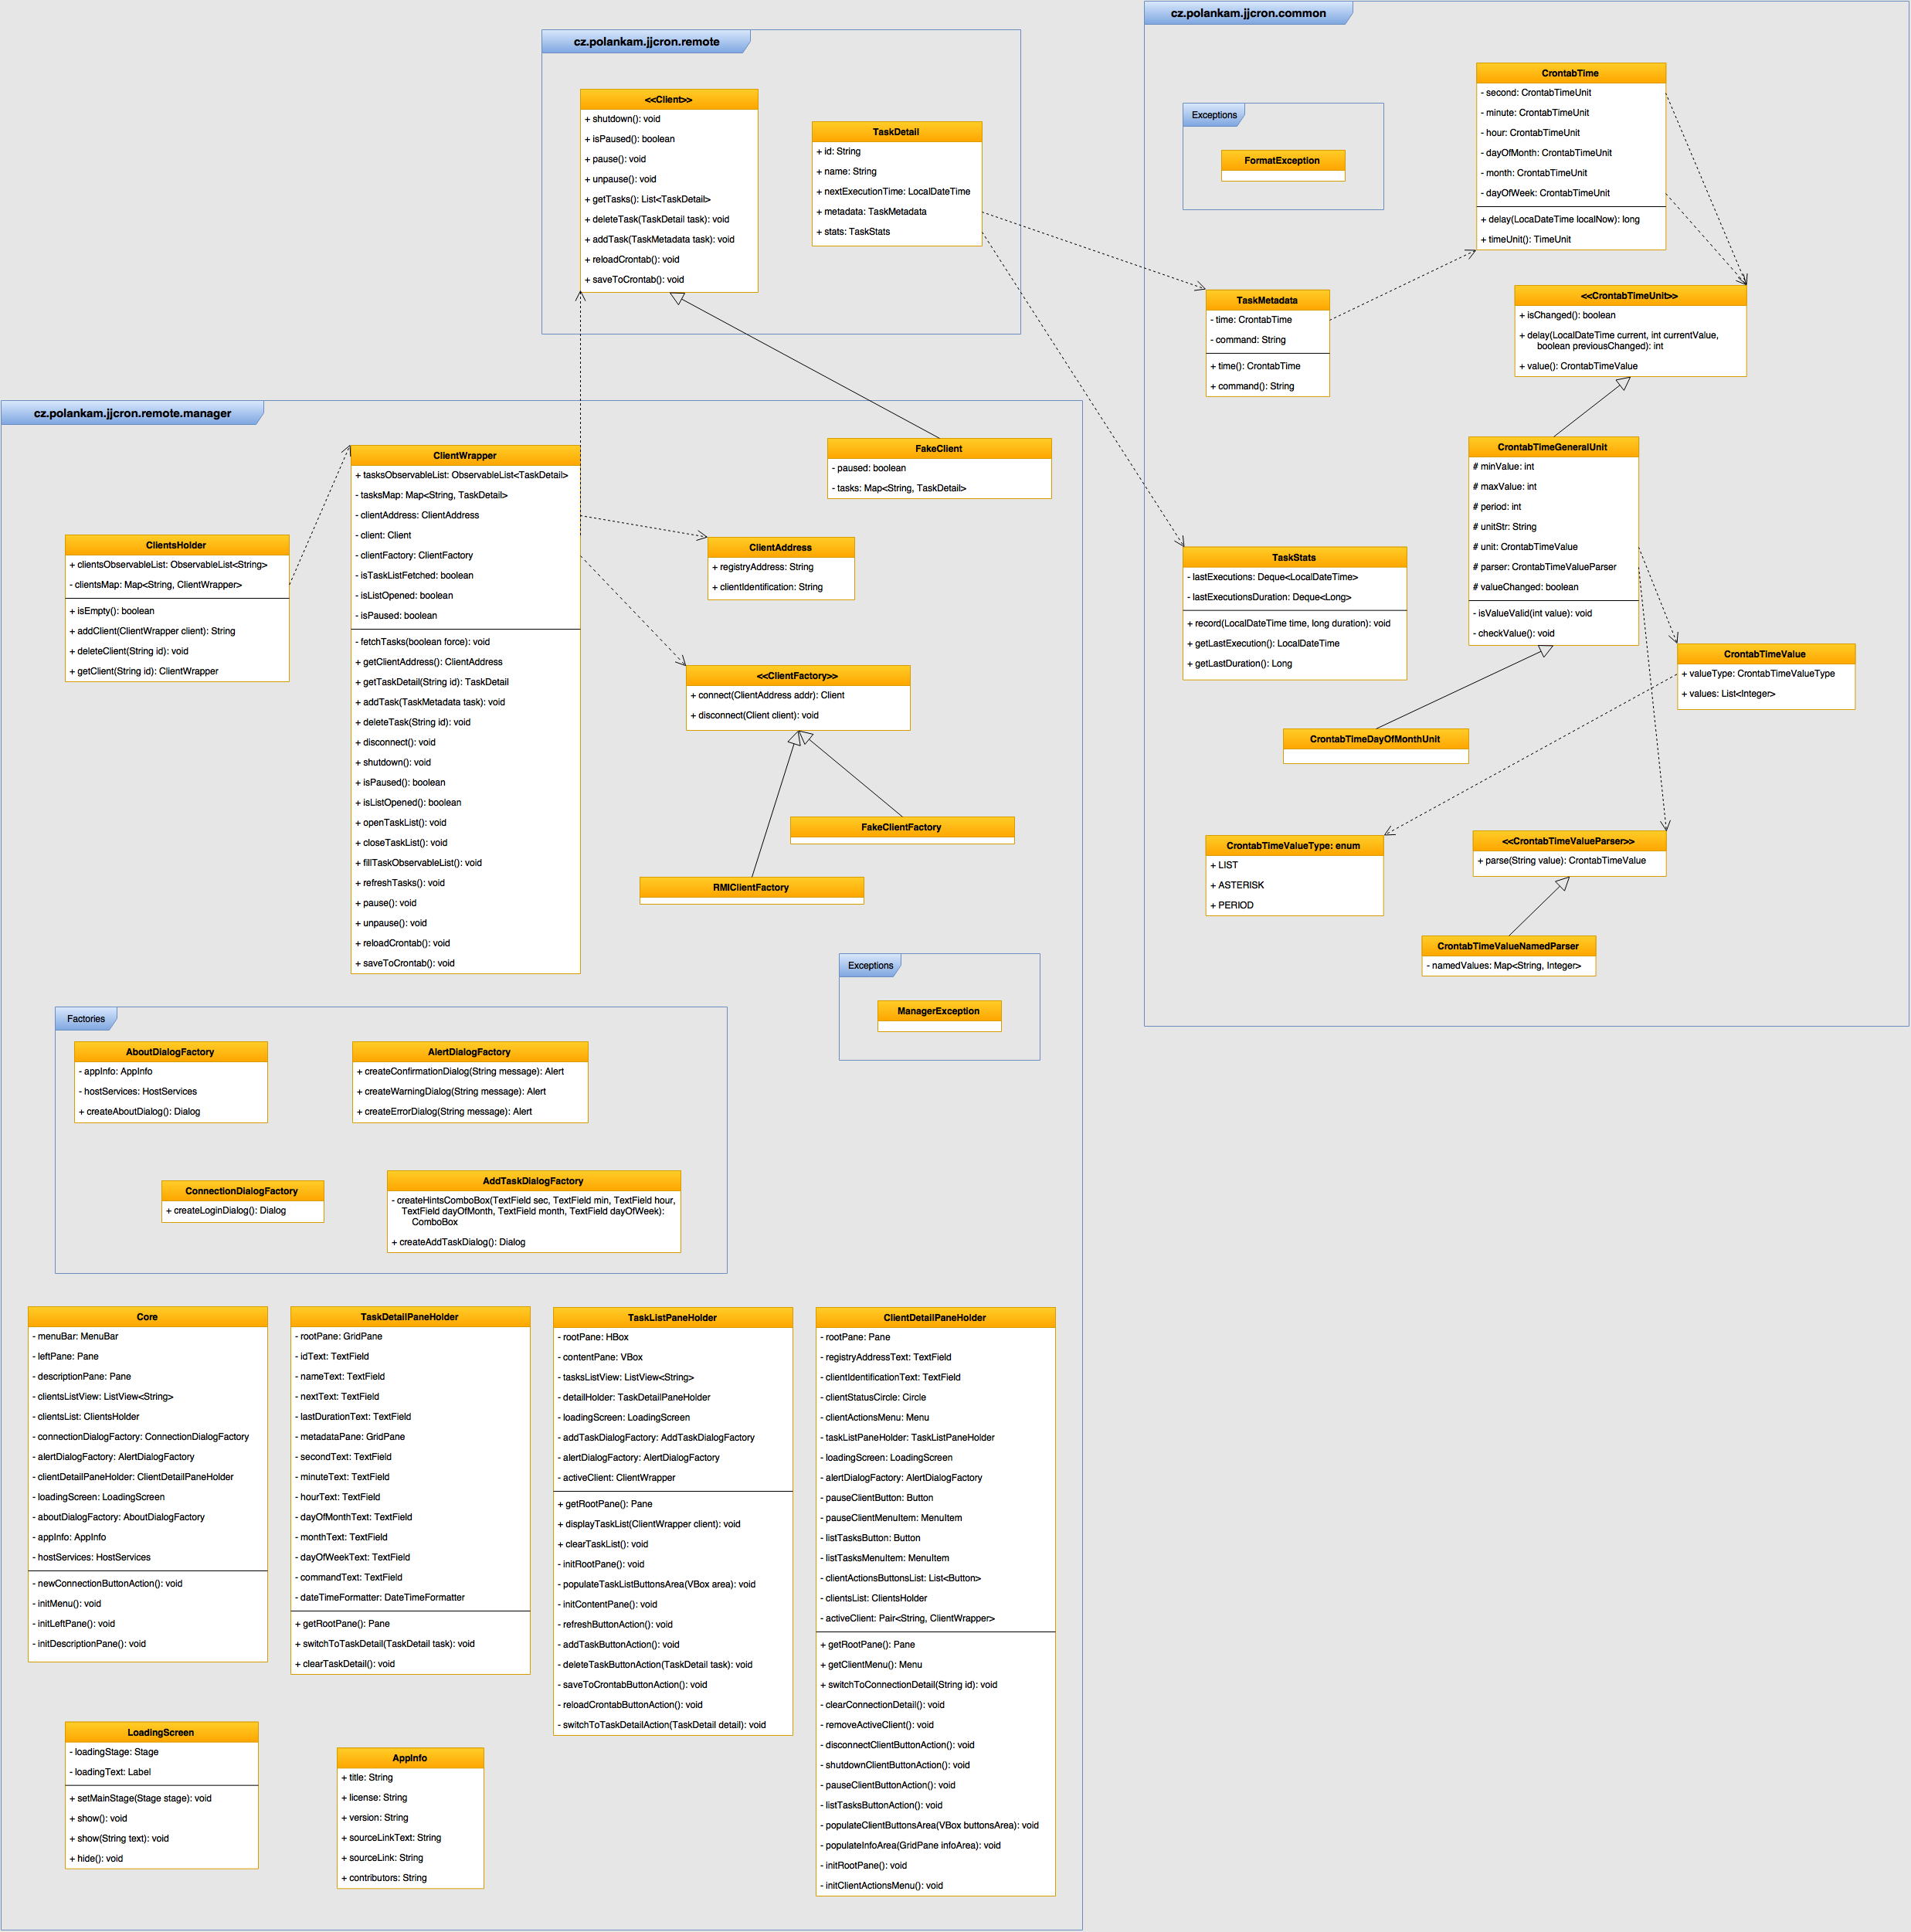 cz.polankam.jjcron.remote
<<Client>>
+ shutdown(): void
+ isPaused(): boolean
+ pause(): void
+ unpause(): void
+ getTasks(): List<TaskDetail>
+ deleteTask(TaskDetail task): void
+ addTask(TaskMetadata task): void
+ reloadCrontab(): void
+ saveToCrontab(): void
TaskDetail
+ id: String
+ name: String
+ nextExecutionTime: LocalDateTime
+ metadata: TaskMetadata
+ stats: TaskStats
cz.polankam.jjcron.common
Exceptions
FormatException
CrontabTime
- second: CrontabTimeUnit
- minute: CrontabTimeUnit
- hour: CrontabTimeUnit
- dayOfMonth: CrontabTimeUnit
- month: CrontabTimeUnit
- dayOfWeek: CrontabTimeUnit
+ delay(LocaDateTime localNow): long
+ timeUnit(): TimeUnit
TaskMetadata
- time: CrontabTime
- command: String
+ time(): CrontabTime
+ command(): String
<<CrontabTimeUnit>>
+ isChanged(): boolean
+ delay(LocalDateTime current, int currentValue,
boolean previousChanged): int
+ value(): CrontabTimeValue
CrontabTimeGeneralUnit
# minValue: int
# maxValue: int
# period: int
# unitStr: String
# unit: CrontabTimeValue
# parser: CrontabTimeValueParser
# valueChanged: boolean
- isValueValid(int value): void
- checkValue(): void
TaskStats
- lastExecutions: Deque<LocalDateTime>
- lastExecutionsDuration: Deque<Long>
+ record(LocalDateTime time, long duration): void
+ getLastExecution(): LocalDateTime
+ getLastDuration(): Long
CrontabTimeValue
+ valueType: CrontabTimeValueType
+ values: List<Integer>
CrontabTimeDayOfMonthUnit
CrontabTimeValueType: enum
+ LIST
+ ASTERISK
+ PERIOD
<<CrontabTimeValueParser>>
+ parse(String value): CrontabTimeValue
CrontabTimeValueNamedParser
- namedValues: Map<String, Integer>
cz.polankam.jjcron.remote.manager
ClientsHolder
+ clientsObservableList: ObservableList<String>
- clientsMap: Map<String, ClientWrapper>
+ isEmpty(): boolean
+ addClient(ClientWrapper client): String
+ deleteClient(String id): void
+ getClient(String id): ClientWrapper
ClientWrapper
+ tasksObservableList: ObservableList<TaskDetail>
- tasksMap: Map<String, TaskDetail>
- clientAddress: ClientAddress
- client: Client
- clientFactory: ClientFactory
- isTaskListFetched: boolean
- isListOpened: boolean
- isPaused: boolean
- fetchTasks(boolean force): void
+ getClientAddress(): ClientAddress
+ getTaskDetail(String id): TaskDetail
+ addTask(TaskMetadata task): void
+ deleteTask(String id): void
+ disconnect(): void
+ shutdown(): void
+ isPaused(): boolean
+ isListOpened(): boolean
+ openTaskList(): void
+ closeTaskList(): void
+ fillTaskObservableList(): void
+ refreshTasks(): void
+ pause(): void
+ unpause(): void
+ reloadCrontab(): void
+ saveToCrontab(): void
FakeClient
- paused: boolean
- tasks: Map<String, TaskDetail>
ClientAddress
+ registryAddress: String
+ clientIdentification: String
<<ClientFactory>>
+ connect(ClientAddress addr): Client
+ disconnect(Client client): void
FakeClientFactory
RMIClientFactory
Exceptions
ManagerException
Factories
AboutDialogFactory
- appInfo: AppInfo
- hostServices: HostServices
+ createAboutDialog(): Dialog
AlertDialogFactory
+ createConfirmationDialog(String message): Alert
+ createWarningDialog(String message): Alert
+ createErrorDialog(String message): Alert
ConnectionDialogFactory
+ createLoginDialog(): Dialog
AddTaskDialogFactory
- createHintsComboBox(TextField sec, TextField min, TextField hour,
TextField dayOfMonth, TextField month, TextField dayOfWeek):
ComboBox
+ createAddTaskDialog(): Dialog
Core
- menuBar: MenuBar
- leftPane: Pane
- descriptionPane: Pane
- clientsListView: ListView<String>
- clientsList: ClientsHolder
- connectionDialogFactory: ConnectionDialogFactory
- alertDialogFactory: AlertDialogFactory
- clientDetailPaneHolder: ClientDetailPaneHolder
- loadingScreen: LoadingScreen
- aboutDialogFactory: AboutDialogFactory
- appInfo: AppInfo
- hostServices: HostServices
- newConnectionButtonAction(): void
- initMenu(): void
- initLeftPane(): void
- initDescriptionPane(): void
TaskDetailPaneHolder
- rootPane: GridPane
- idText: TextField
- nameText: TextField
- nextText: TextField
- lastDurationText: TextField
- metadataPane: GridPane
- secondText: TextField
- minuteText: TextField
- hourText: TextField
- dayOfMonthText: TextField
- monthText: TextField
- dayOfWeekText: TextField
- commandText: TextField
- dateTimeFormatter: DateTimeFormatter
+ getRootPane(): Pane
+ switchToTaskDetail(TaskDetail task): void
+ clearTaskDetail(): void
TaskListPaneHolder
- rootPane: HBox
- contentPane: VBox
- tasksListView: ListView<String>
- detailHolder: TaskDetailPaneHolder
- loadingScreen: LoadingScreen
- addTaskDialogFactory: AddTaskDialogFactory
- alertDialogFactory: AlertDialogFactory
- activeClient: ClientWrapper
+ getRootPane(): Pane
+ displayTaskList(ClientWrapper client): void
+ clearTaskList(): void
- initRootPane(): void
- populateTaskListButtonsArea(VBox area): void
- initContentPane(): void
- refreshButtonAction(): void
- addTaskButtonAction(): void
- deleteTaskButtonAction(TaskDetail task): void
- saveToCrontabButtonAction(): void
- reloadCrontabButtonAction(): void
- switchToTaskDetailAction(TaskDetail detail): void
ClientDetailPaneHolder
- rootPane: Pane
- registryAddressText: TextField
- clientIdentificationText: TextField
- clientStatusCircle: Circle
- clientActionsMenu: Menu
- taskListPaneHolder: TaskListPaneHolder
- loadingScreen: LoadingScreen
- alertDialogFactory: AlertDialogFactory
- pauseClientButton: Button
- pauseClientMenuItem: MenuItem
- listTasksButton: Button
- listTasksMenuItem: MenuItem
- clientActionsButtonsList: List<Button>
- clientsList: ClientsHolder
- activeClient: Pair<String, ClientWrapper>
+ getRootPane(): Pane
+ getClientMenu(): Menu
+ switchToConnectionDetail(String id): void
- clearConnectionDetail(): void
- removeActiveClient(): void
- disconnectClientButtonAction(): void
- shutdownClientButtonAction(): void
- pauseClientButtonAction(): void
- listTasksButtonAction(): void
- populateClientButtonsArea(VBox buttonsArea): void
- populateInfoArea(GridPane infoArea): void
- initRootPane(): void
- initClientActionsMenu(): void
LoadingScreen
- loadingStage: Stage
- loadingText: Label
+ setMainStage(Stage stage): void
+ show(): void
+ show(String text): void
+ hide(): void
AppInfo
+ title: String
+ license: String
+ version: String
+ sourceLinkText: String
+ sourceLink: String
+ contributors: String